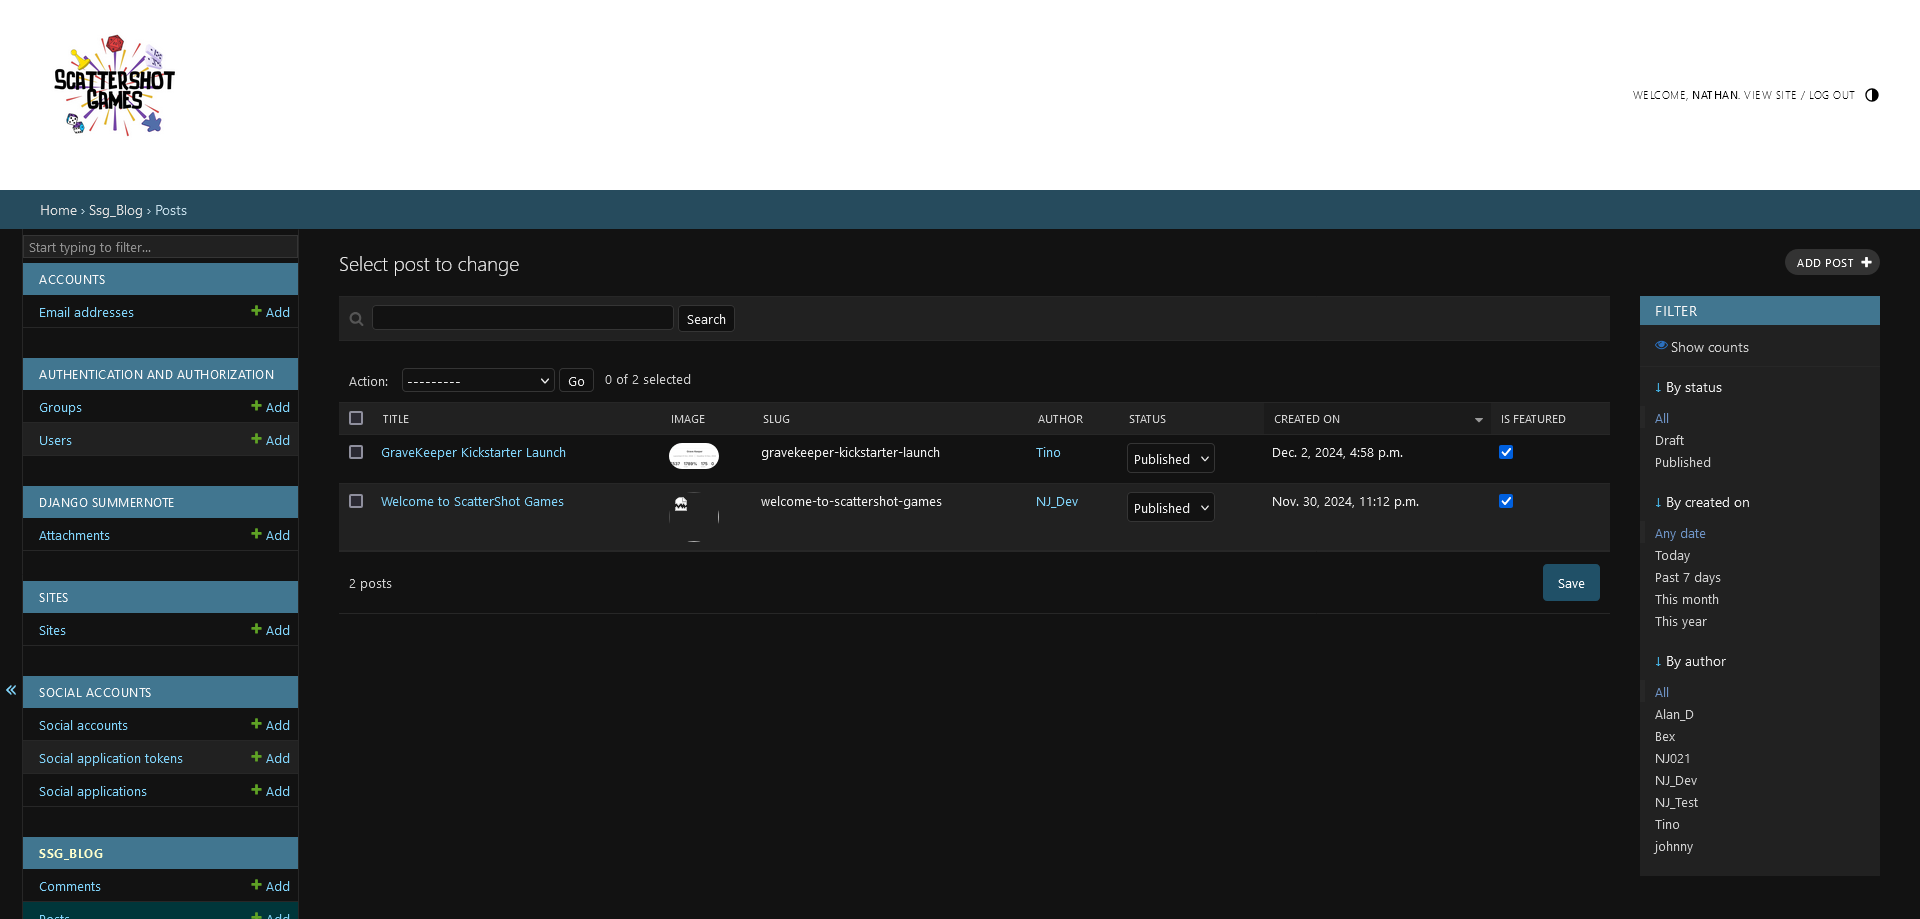 SCATTERSHOT
GAMES
WELCOME, NATHAN. VIEW SITE / LOG OUT
Home › Ssg_Blog › Posts
Start typing to filter...
ACCOUNTS
Email addresses Add
AUTHENTICATION AND AUTHORIZATION
Groups Add
Users Add
DJANGO SUMMERNOTE
Attachments Add
SITES
Sites Add
«
SOCIAL ACCOUNTS
Social accounts Add
Social application tokens Add
Social applications Add
SSG_BLOG
Comments Add
Posts Add
Select post to change
ADD POST
Search
Action: --------- Go 0 of 2 selected
TITLE IMAGE SLUG AUTHOR STATUS CREATED ON IS FEATURED
GraveKeeper Kickstarter Launch gravekeeper-kickstarter-launch Tino Published Dec. 2, 2024, 4:58 p.m.
Welcome to ScatterShot Games welcome-to-scattershot-games NJ_Dev Published Nov. 30, 2024, 11:12 p.m.
2 posts Save
FILTER
Show counts
↓ By status
All
Draft
Published
↓ By created on
Any date
Today
Past 7 days
This month
This year
↓ By author
All
Alan_D
Bex
NJ021
NJ_Dev
NJ_Test
Tino
johnny